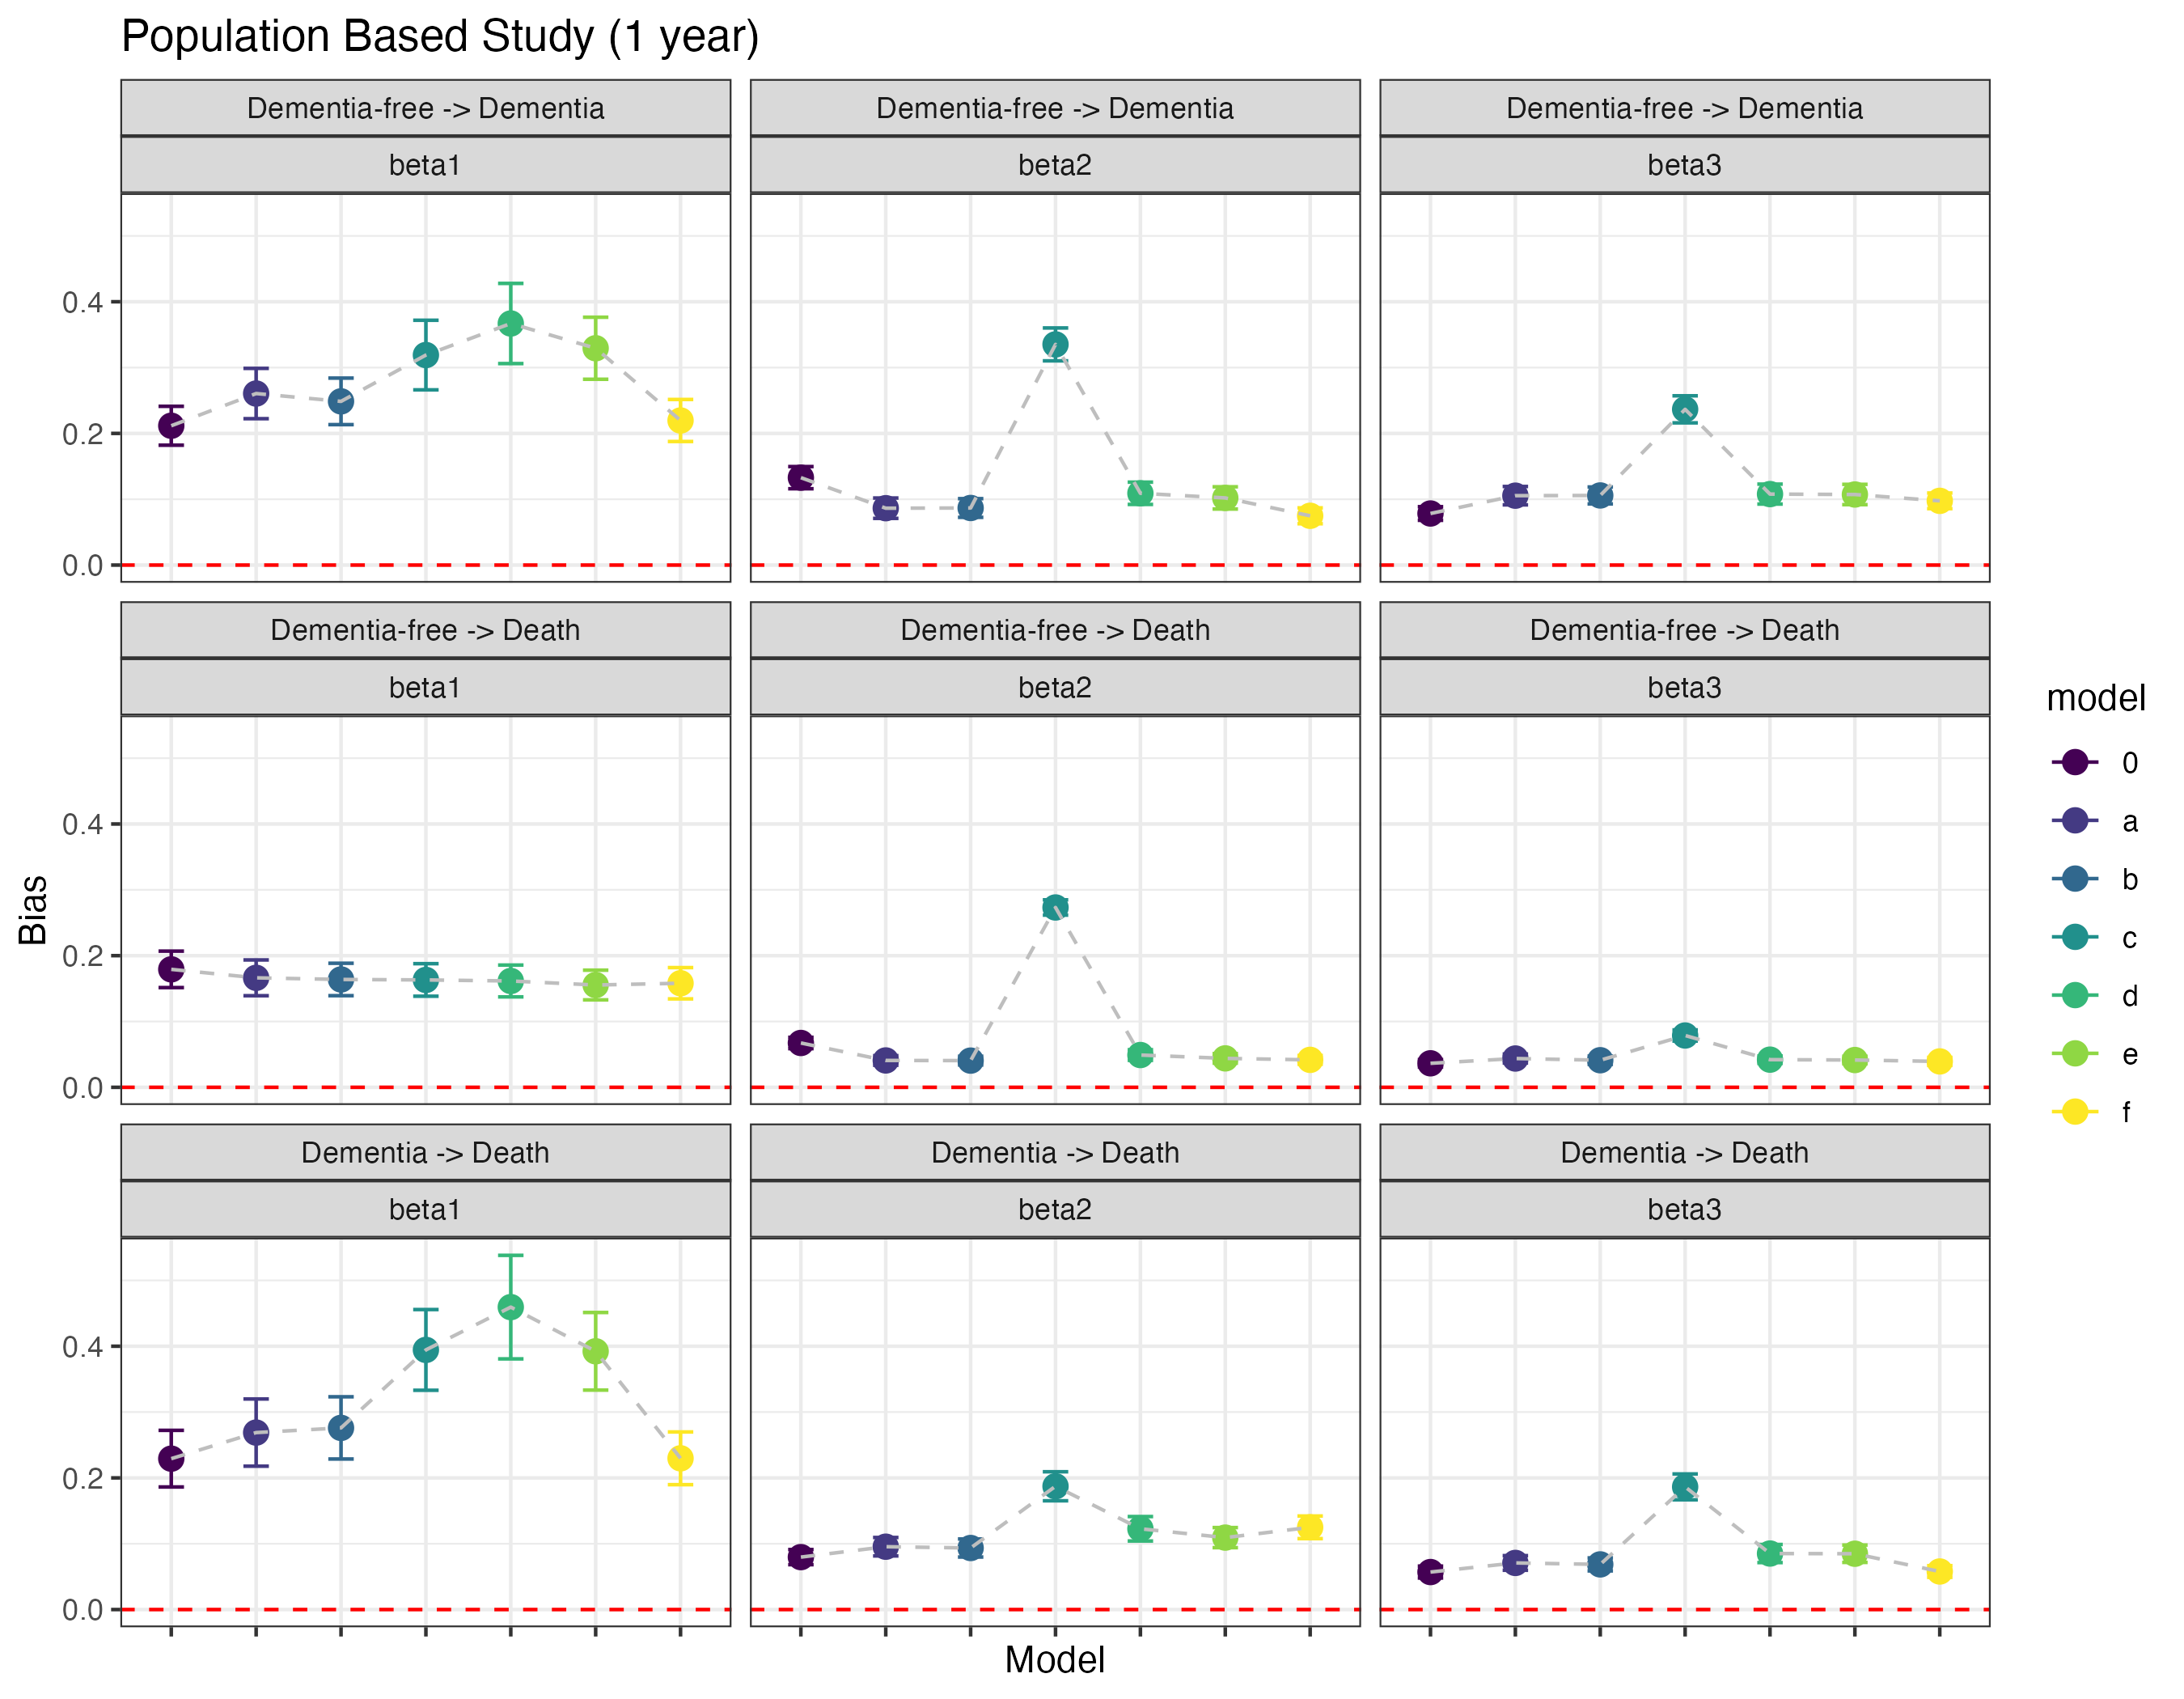 Population Based Study (1 year)
Dementia-free -> Dementia
Dementia-free -> Dementia
Dementia-free -> Dementia
beta1
beta2
beta3
0.4
0.2
0.0
Dementia-free -> Death
Dementia-free -> Death
Dementia-free -> Death
beta1
beta2
beta3
0.4
0.2
0.0
Dementia -> Death
Dementia -> Death
Dementia -> Death
beta1
beta2
beta3
0.4
0.2
0.0
Bias
Model
model
0
a
b
c
d
e
f